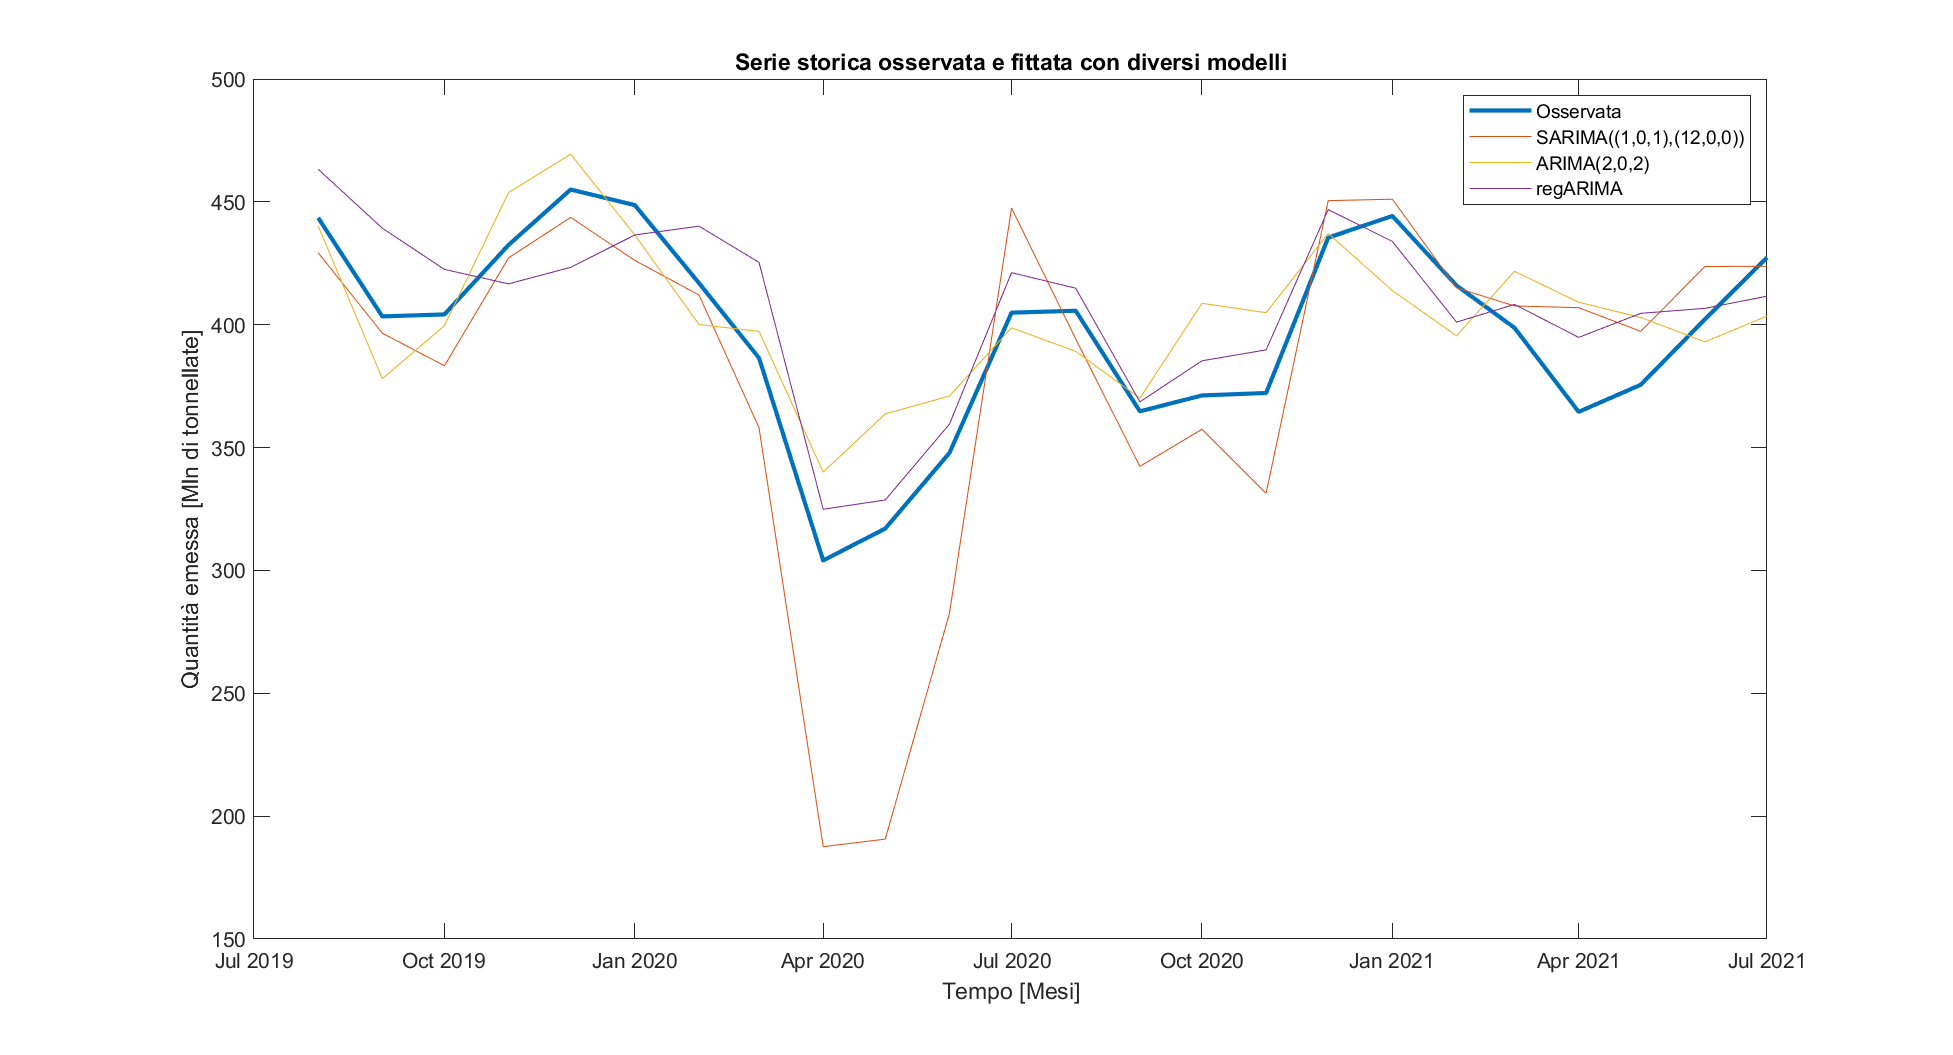 Serie storica osservata e fittata con diversi modelli
500
450
400
350
300
250
200
150
Quantità emessa [Mln di tonnellate]
Osservata
SARIMA((1,0,1),(12,0,0))
ARIMA(2,0,2)
regARIMA
Jul 2019
Oct 2019
Jan 2020
Apr 2020
Jul 2020
Oct 2020
Jan 2021
Apr 2021
Jul 2021
Tempo [Mesi]